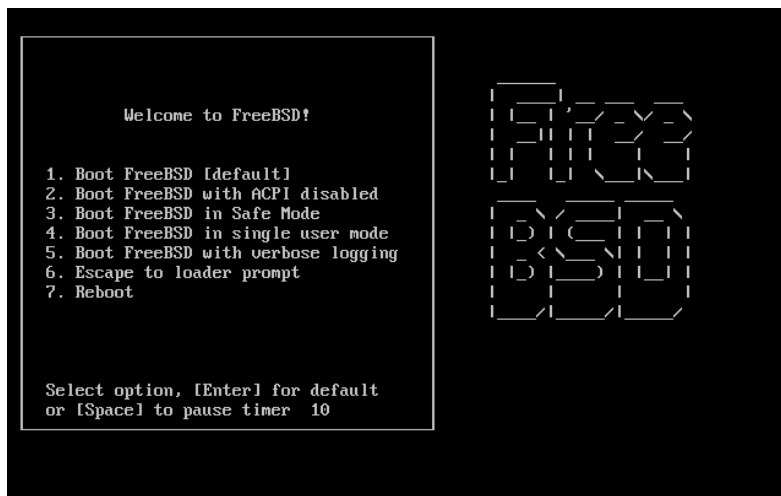 Welcome to FreeBSD!
1. Boot FreeBSD [default]
2. Boot FreeBSD with ACPI disabled
3. Boot FreeBSD in Safe Mode
4. Boot FreeBSD in single user mode
5. Boot FreeBSD with verbose logging
6. Escape to loader prompt
7. Reboot
Select option, [Enter] for default
or [Space] to pause timer  10
Free
BSD